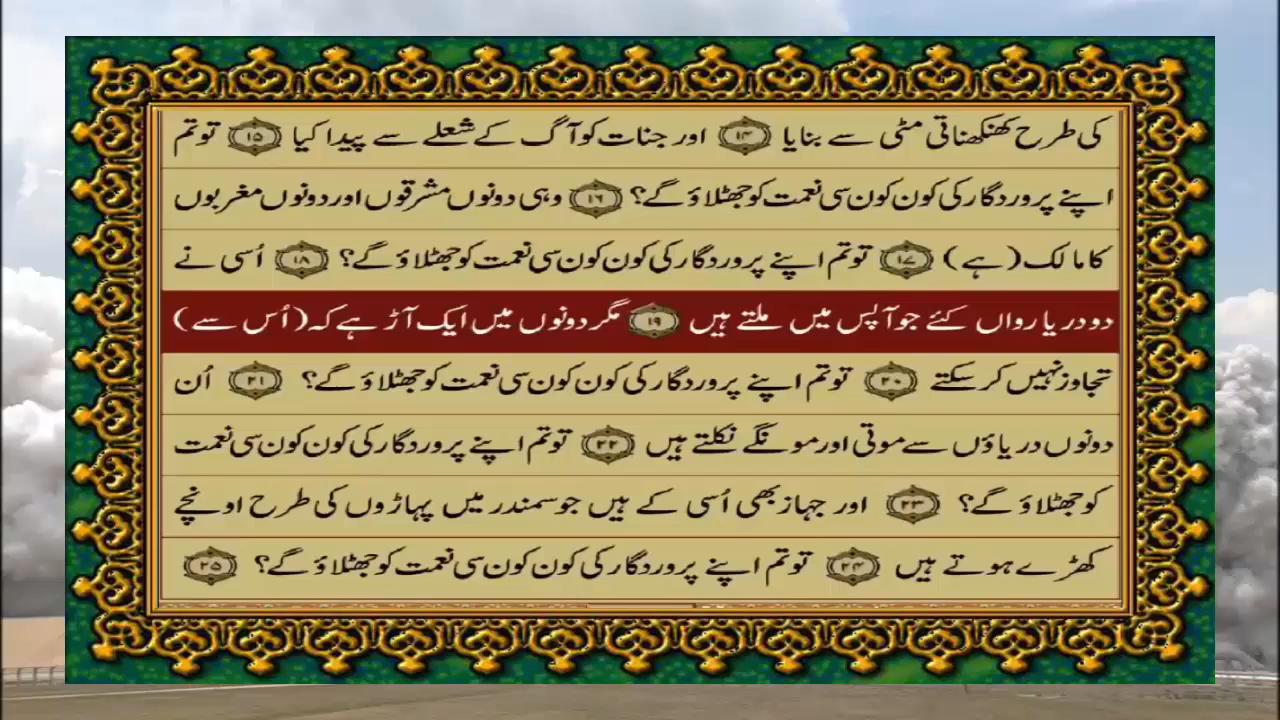 کی طرح کھنکھناتی مٹی سے بنایا ۱۴ اور جنات کو آگ کے شعلے سے پیدا کیا ۱۵ تو تم
اپنے پروردگار کی کون کون سی نعمت کو جھٹلاؤ گے؟ ۱۶ وہی دونوں مشرقوں اور دونوں مغربوں
کا مالک (ہے) ۱۷ تو تم اپنے پروردگار کی کون کون سی نعمت کو جھٹلاؤ گے؟ ۱۸ اُسی نے
دو دریا رواں کئے جو آپس میں ملتے ہیں ۱۹ مگر دونوں میں ایک آڑ ہے کہ (اُس سے)
تجاوز نہیں کر سکتے ۲۰ تو تم اپنے پروردگار کی کون کون سی نعمت کو جھٹلاؤ گے؟ ۲۱ اُن
دونوں دریاؤں سے موتی اور مونگے نکلتے ہیں ۲۲ تو تم اپنے پروردگار کی کون کون سی نعمت
کو جھٹلاؤ گے؟ ۲۳ اور جہاز بھی اُسی کے ہیں جو سمندر میں پہاڑوں کی طرح اونچے
کھڑے ہوتے ہیں ۲۴ تو تم اپنے پروردگار کی کون کون سی نعمت کو جھٹلاؤ گے؟ ۲۵